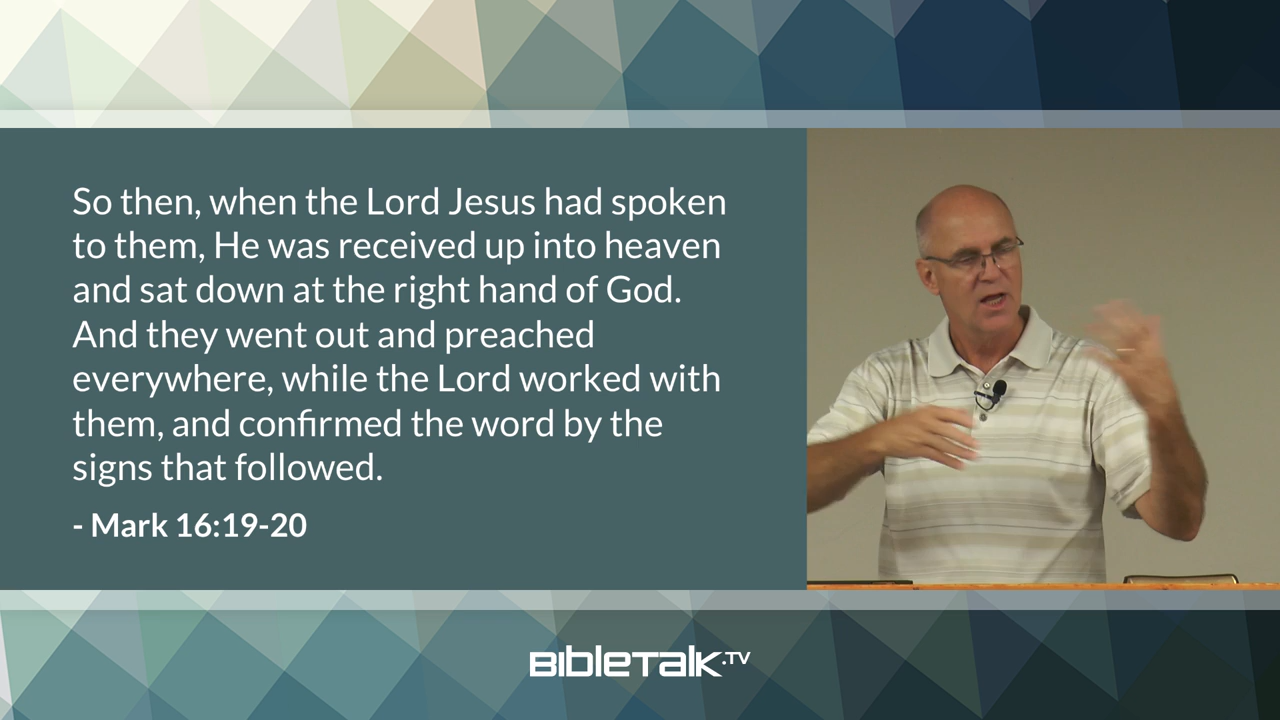 So then, when the Lord Jesus had spoken
to them, He was received up into heaven
and sat down at the right hand of God.
And they went out and preached
everywhere, while the Lord worked with
them, and confirmed the word by the
signs that followed.
- Mark 16:19-20
BIBLETALK.TV